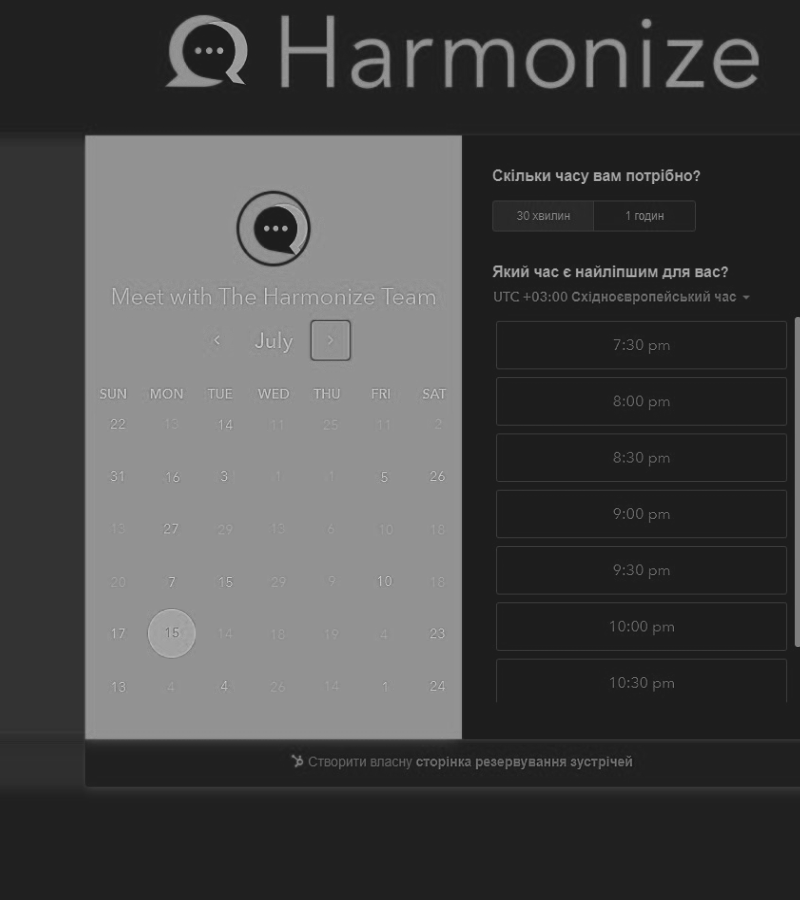 Harmonize
Meet with The Harmonize Team
July
SUN MON TUE WED THU FRI SAT
22 13 14 11 25 11 2
31 16 3 1 1 5 26
13 27 29 13 6 10 18
20 7 15 29 9 10 18
17 15 14 18 19 4 23
13 4 4 26 14 1 24
Скільки часу вам потрібно?
30 хвилин 1 годин
Який час є найліпшим для вас?
UTC +03:00 Східноєвропейський час
7:30 pm
8:00 pm
8:30 pm
9:00 pm
9:30 pm
10:00 pm
10:30 pm
Створити власну сторінка резервування зустрічей